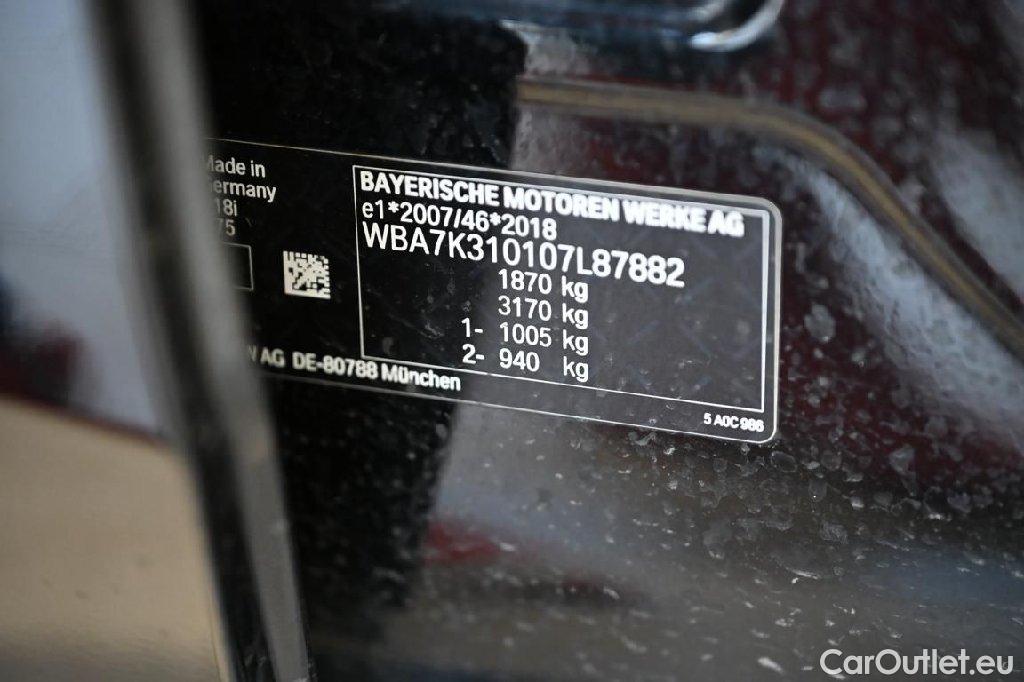 Made in
Germany
18i
75
BAYERISCHE MOTOREN WERKE AG
e1*2007/46*2018
WBA7K310107L87882
1870 kg
3170 kg
1- 1005 kg
2- 940 kg
AG DE-80788 München
5 A0C 986
CarOutlet.eu